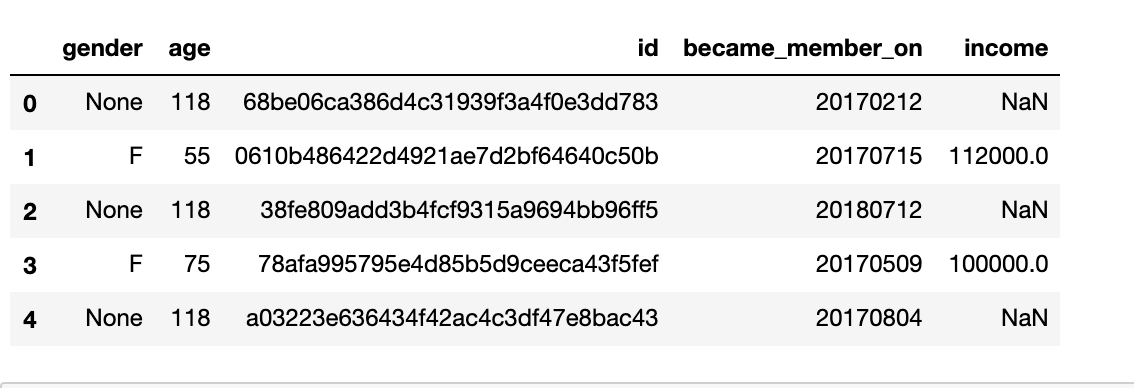 gender age id became_member_on income
0 None 118 68be06ca386d4c31939f3a4f0e3dd783 20170212 NaN
1 F 55 0610b486422d4921ae7d2bf64640c50b 20170715 112000.0
2 None 118 38fe809add3b4fcf9315a9694bb96ff5 20180712 NaN
3 F 75 78afa995795e4d85b5d9ceeca43f5fef 20170509 100000.0
4 None 118 a03223e636434f42ac4c3df47e8bac43 20170804 NaN